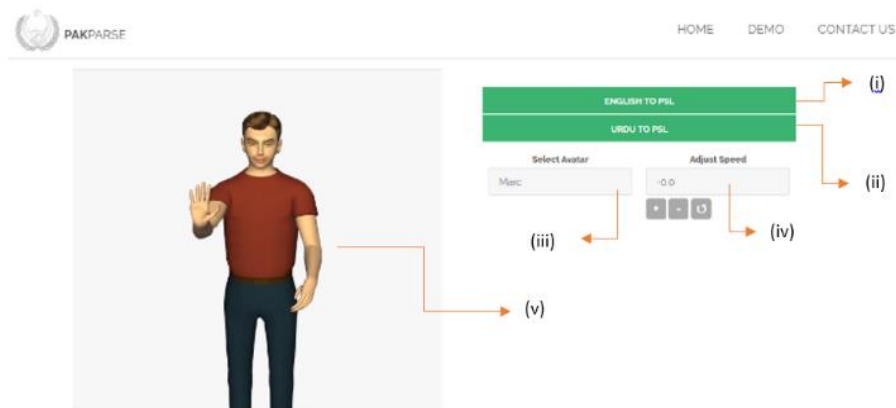 PAKPARSE
HOME DEMO CONTACT US
(i)
ENGLISH TO PSL
URDU TO PSL
Select Avatar Adjust Speed
Marc -0.0
(ii)
+ -
(iii)
(iv)
(v)